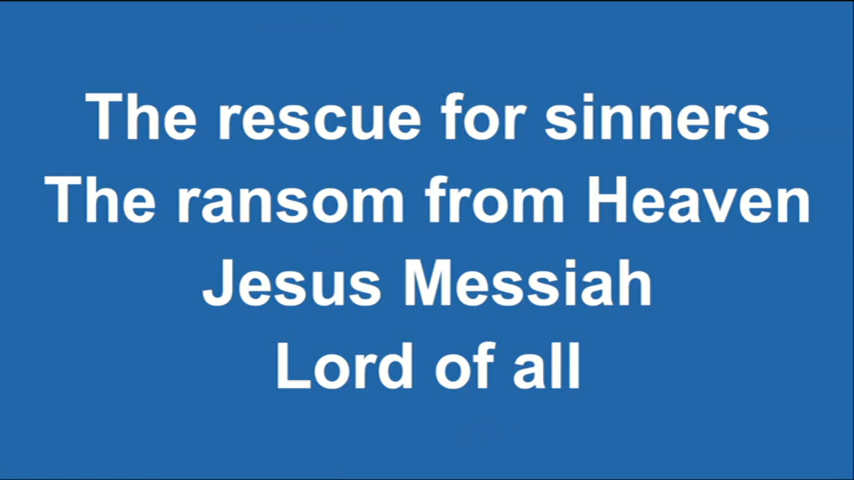 The rescue for sinners
The ransom from Heaven
Jesus Messiah
Lord of all